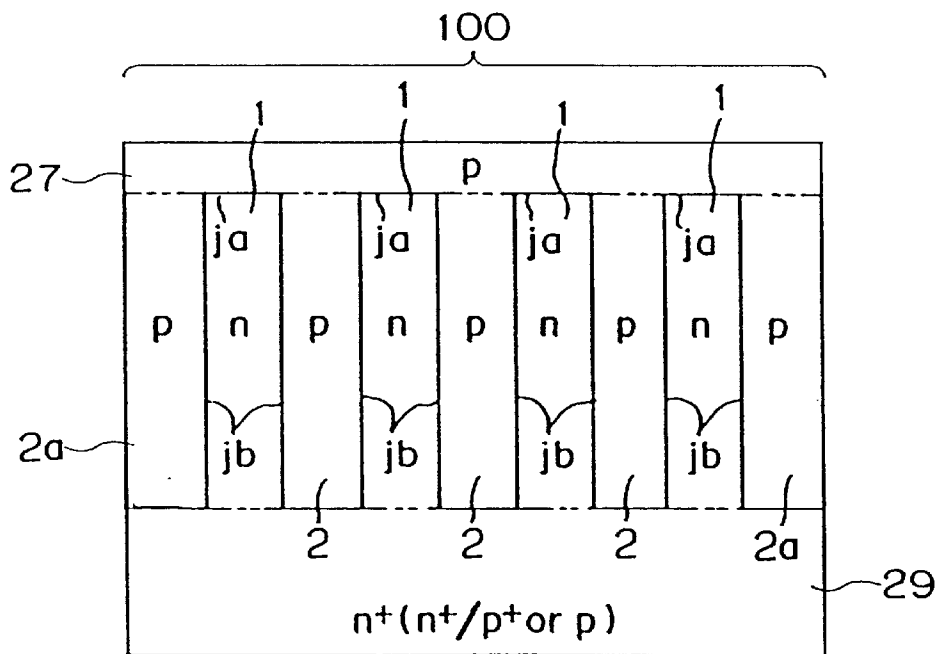 100
1 1 1 1
27 p
ja ja ja ja
p n p n p n p n p
2a jb jb jb jb
2 2 2 2a
29
n⁺(n⁺/p⁺or p)